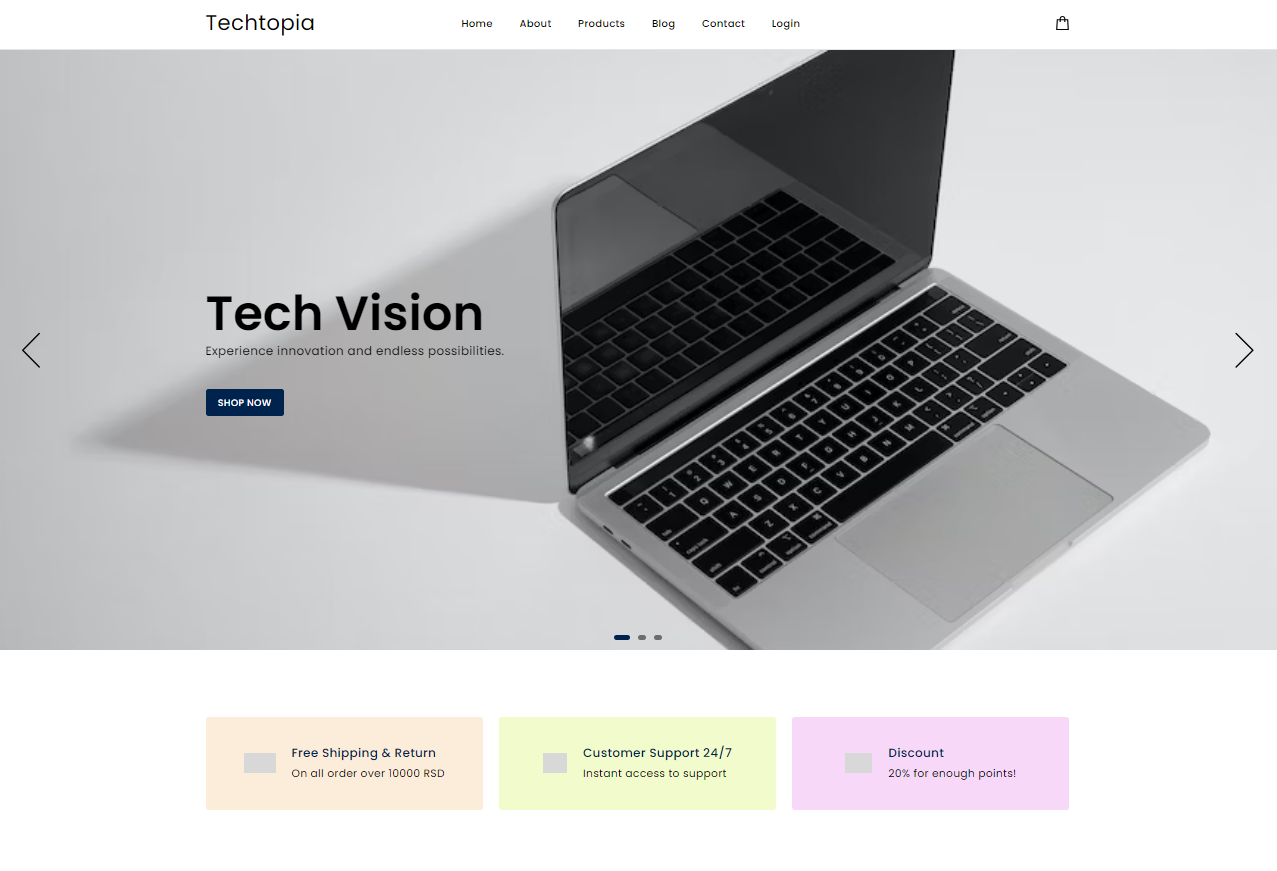 Techtopia
Home About Products Blog Contact Login
Tech Vision
Experience innovation and endless possibilities.
SHOP NOW
Free Shipping & Return
On all order over 10000 RSD
Customer Support 24/7
Instant access to support
Discount
20% for enough points!